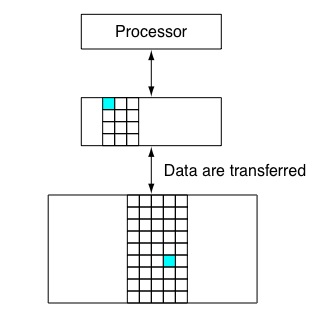 Processor
Data are transferred